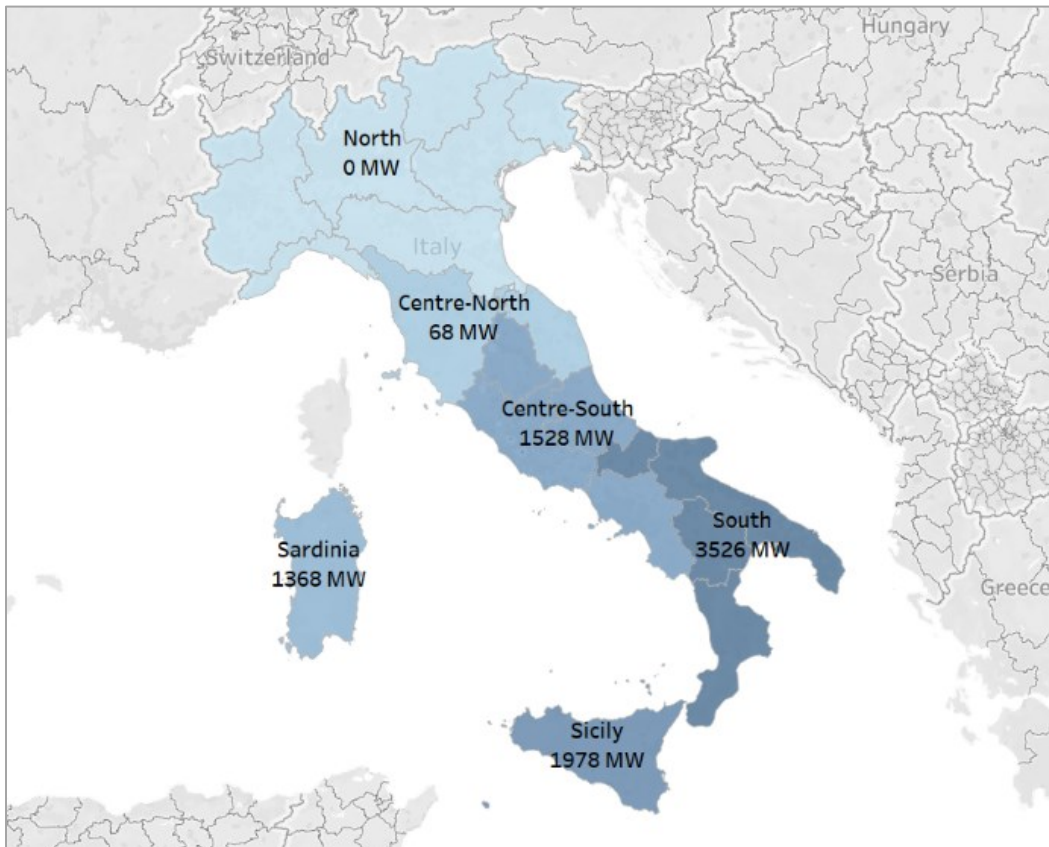 Hungary
Switzerland
North
0 MW
Italy
Serbia
Centre-North
68 MW
Centre-South
1528 MW
South
3526 MW
Sardinia
1368 MW
Greece
Sicily
1978 MW